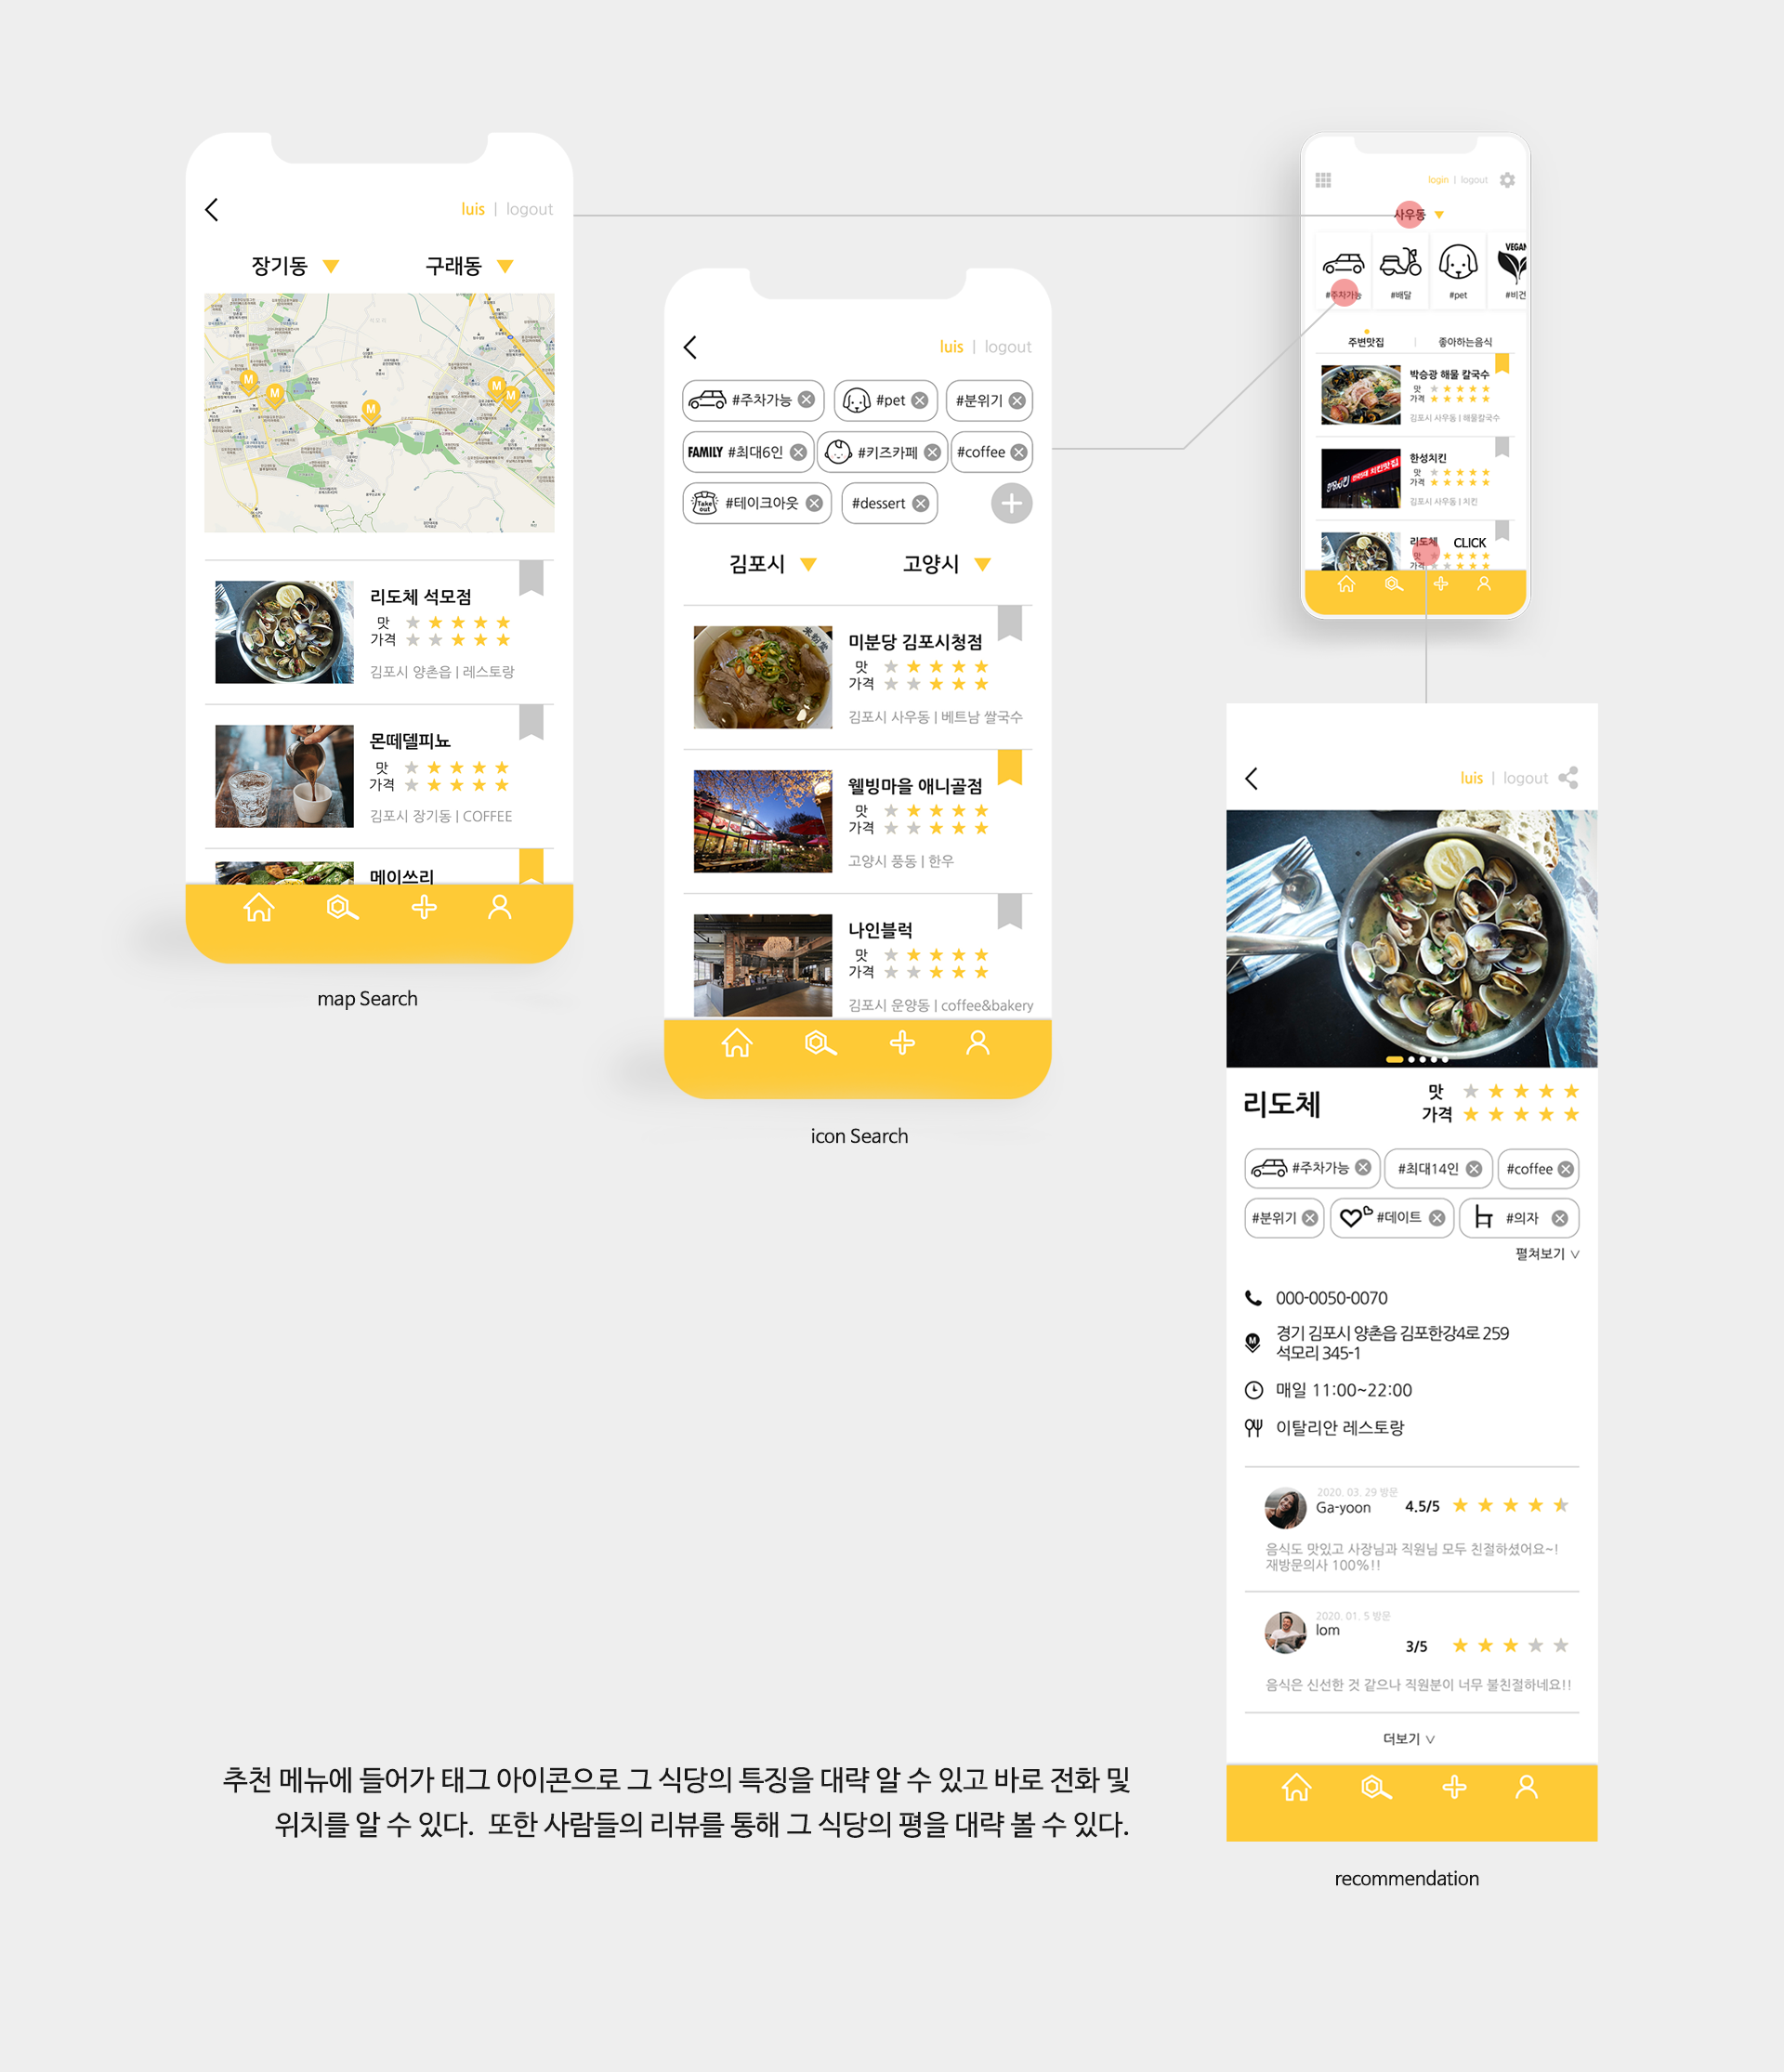 luis | logout
장기동
구래동
M
M
M
M
M
리도체 석모점
맛
가격
김포시 양촌읍 | 레스토랑
몬떼델피뇨
맛
가격
김포시 장기동 | COFFEE
메이쓰리
map Search
luis | logout
#주차가능
#pet
#분위기
FAMILY #최대6인
#키즈카페
#coffee
Take out #테이크아웃
#dessert
김포시
고양시
미분당 김포시청점
맛
가격
김포시 사우동 | 베트남 쌀국수
웰빙마을 애니골점
맛
가격
고양시 풍동 | 한우
나인블럭
맛
가격
김포시 운양동 | coffee&bakery
icon Search
login | logout
사우동
VEGAN
#주차가능
#배달
#pet
#비건
주변맛집 | 좋아하는음식
박승광 해물 칼국수
맛
가격
김포시 사우동 | 해물칼국수
한성치킨
맛
가격
김포시 사우동 | 치킨
리도체
CLICK
맛
가격
luis | logout
리도체
맛
가격
#주차가능
#최대14인
#coffee
#분위기
#데이트
#의자
펼쳐보기
000-0050-0070
경기 김포시 양촌읍 김포한강4로 259
석모리 345-1
매일 11:00~22:00
이탈리안 레스토랑
2020. 03. 29 방문
Ga-yoon
4.5/5
음식도 맛있고 사장님과 직원님 모두 친절하셨어요~!
재방문의사 100%!!
2020. 01. 5 방문
lom
3/5
음식은 신선한 것 같으나 직원분이 너무 불친절하네요!!
더보기
recommendation
추천 메뉴에 들어가 태그 아이콘으로 그 식당의 특징을 대략 알 수 있고 바로 전화 및
위치를 알 수 있다. 또한 사람들의 리뷰를 통해 그 식당의 평을 대략 볼 수 있다.